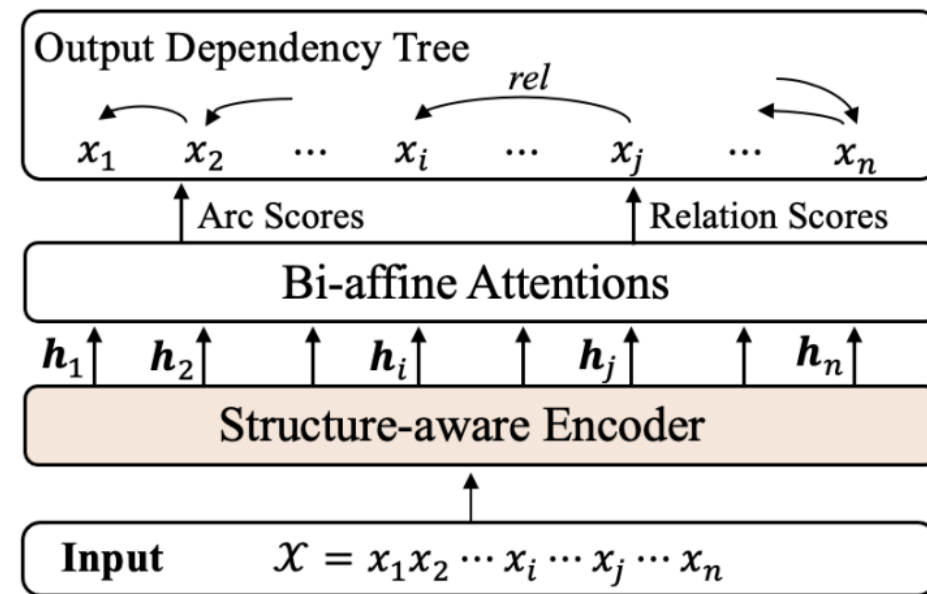 Output Dependency Tree
rel
x₁ x₂ ⋯ xᵢ ⋯ xⱼ ⋯ xₙ
Arc Scores Relation Scores
Bi-affine Attentions
h₁ h₂ hᵢ hⱼ hₙ
Structure-aware Encoder
Input 𝒳 = x₁x₂ ⋯ xᵢ ⋯ xⱼ ⋯ xₙ